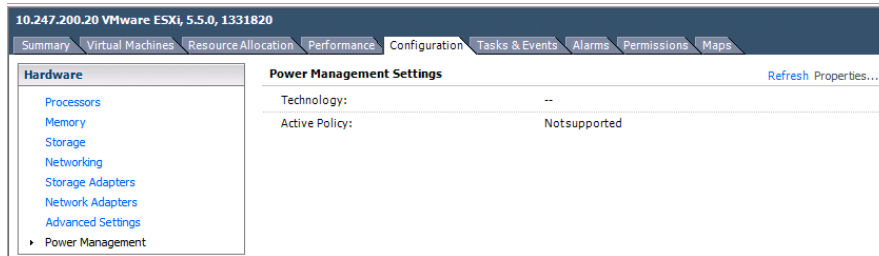 10.247.200.20 VMware ESXi, 5.5.0, 1331820
Summary Virtual Machines Resource Allocation Performance Configuration Tasks & Events Alarms Permissions Maps
Hardware
Processors
Memory
Storage
Networking
Storage Adapters
Network Adapters
Advanced Settings
Power Management
Power Management Settings
Refresh Properties...
Technology: --
Active Policy: Not supported